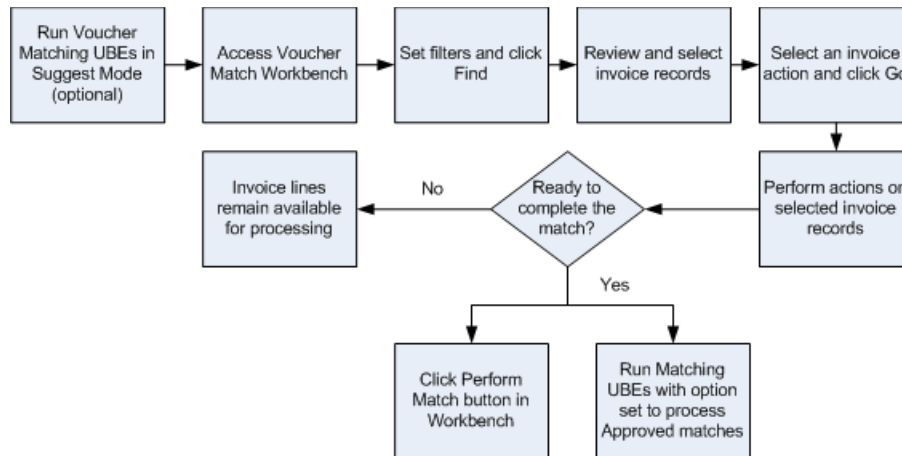 Run Voucher
Matching UBEs in
Suggest Mode
(optional)
Access Voucher
Match Workbench
Set filters and click
Find
Review and select
invoice records
Select an invoice
action and click Go
Perform actions on
selected invoice
records
Ready to
complete the
match?
No
Invoice lines
remain available
for processing
Yes
Click Perform
Match button in
Workbench
Run Matching
UBEs with option
set to process
Approved matches